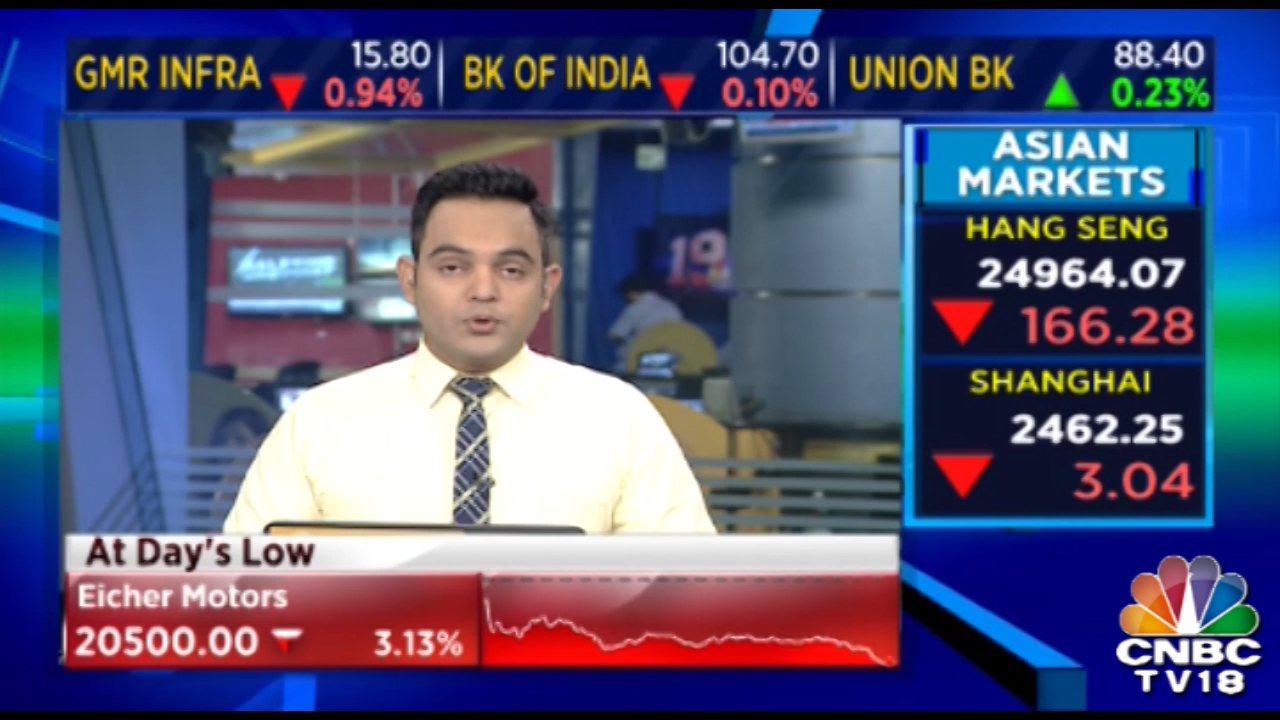 GMR INFRA 15.80 0.94%
BK OF INDIA 104.70 0.10%
UNION BK 88.40 0.23%
ASIAN
MARKETS
HANG SENG
24964.07
166.28
SHANGHAI
2462.25
3.04
19
At Day's Low
Eicher Motors
20500.00 3.13%
CNBC
TV18